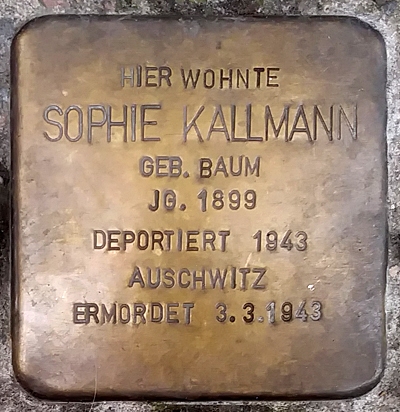 HIER WOHNTE
SOPHIE KALLMANN
GEB. BAUM
JG. 1899
DEPORTIERT 1943
AUSCHWITZ
ERMORDET 3.3.1943